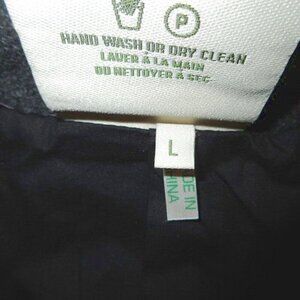 P
HAND WASH OR DRY CLEAN
LAVER À LA MAIN
OU NETTOYER À SEC
L
MADE IN
CHINA